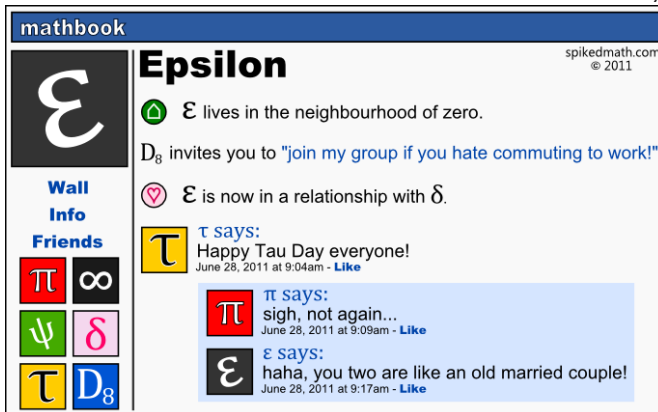 mathbook
spikedmath.com
© 2011
ε
Epsilon
ε lives in the neighbourhood of zero.
D₈ invites you to "join my group if you hate commuting to work!"
ε is now in a relationship with δ.
Wall
Info
Friends
π ∞
ψ δ
τ D₈
τ
τ says:
Happy Tau Day everyone!
June 28, 2011 at 9:04am - Like
π
π says:
sigh, not again...
June 28, 2011 at 9:09am - Like
ε
ε says:
haha, you two are like an old married couple!
June 28, 2011 at 9:17am - Like